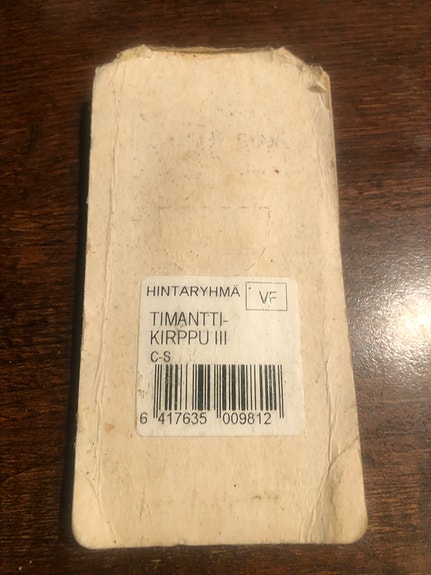 HINTARYHMÄ VF
TIMANTTI-
KIRPPU III
C-S
6 417635 009812